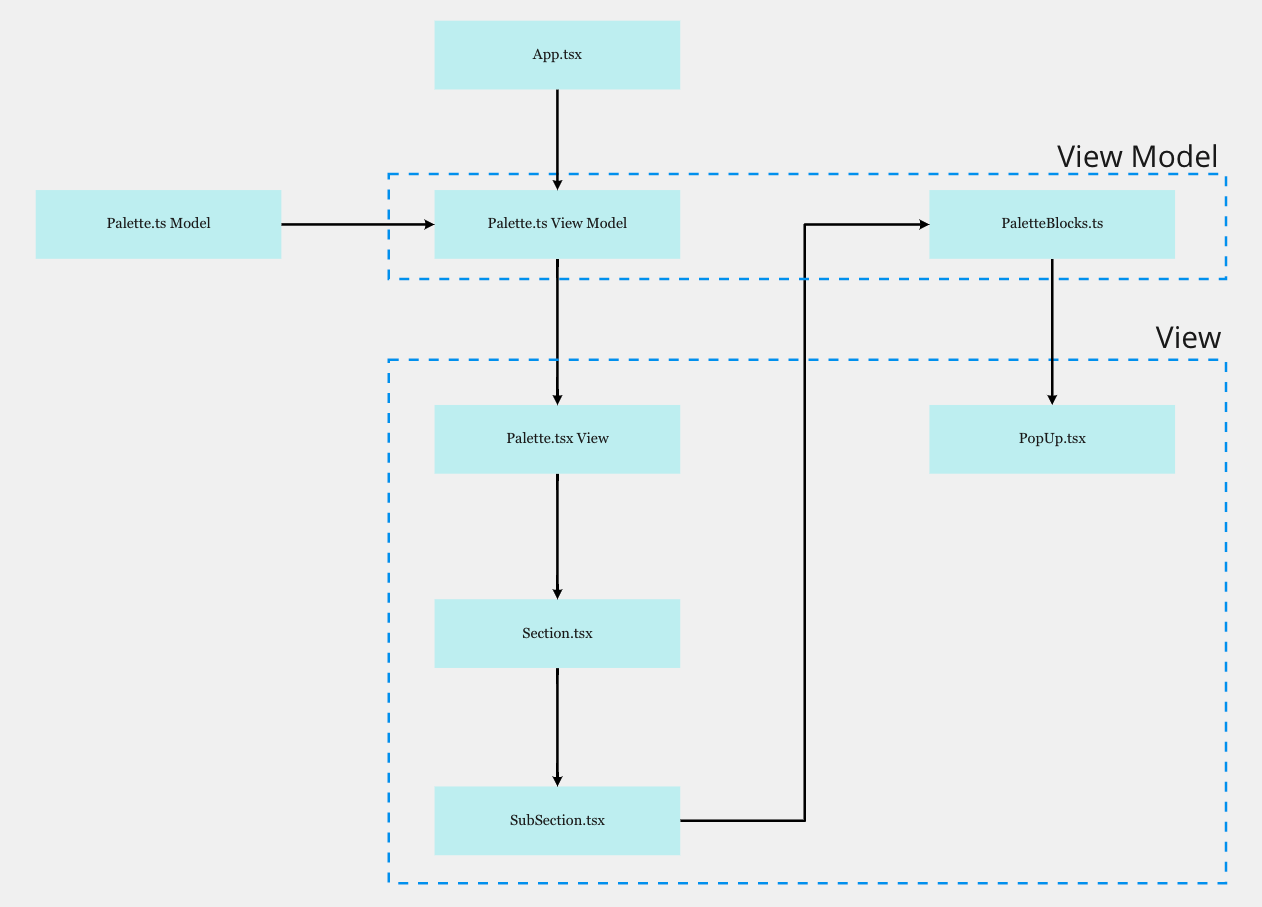 App.tsx
View Model
Palette.ts Model
Palette.ts View Model
PaletteBlocks.ts
View
Palette.tsx View
PopUp.tsx
Section.tsx
SubSection.tsx